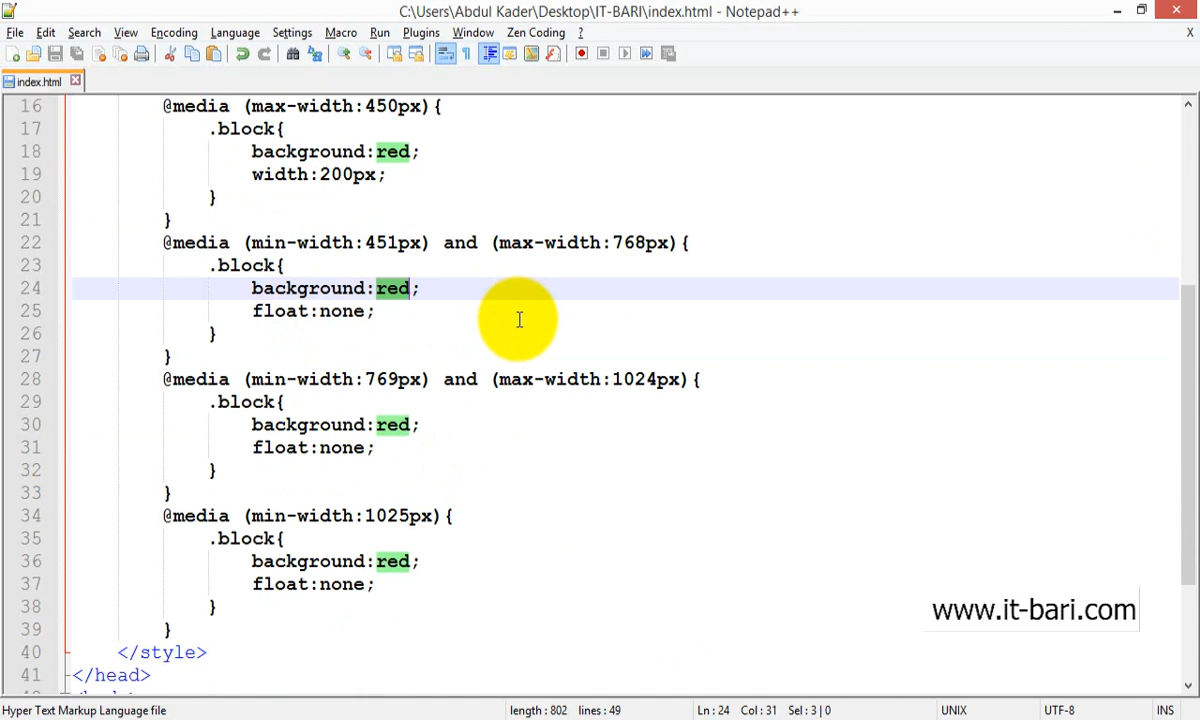 C:\Users\Abdul Kader\Desktop\IT-BARI\index.html - Notepad++
File Edit Search View Encoding Language Settings Macro Run Plugins Window Zen Coding ? X
index.html
16 @media (max-width:450px){
17 .block{
18 background:red;
19 width:200px;
20 }
21 }
22 @media (min-width:451px) and (max-width:768px){
23 .block{
24 background:red;
25 float:none;
26 }
27 }
28 @media (min-width:769px) and (max-width:1024px){
29 .block{
30 background:red;
31 float:none;
32 }
33 }
34 @media (min-width:1025px){
35 .block{
36 background:red;
37 float:none;
38 }
39 }
40 </style>
41 </head>
www.it-bari.com
Hyper Text Markup Language file length : 802 lines : 49 Ln : 24 Col : 31 Sel : 3 | 0 UNIX UTF-8 INS